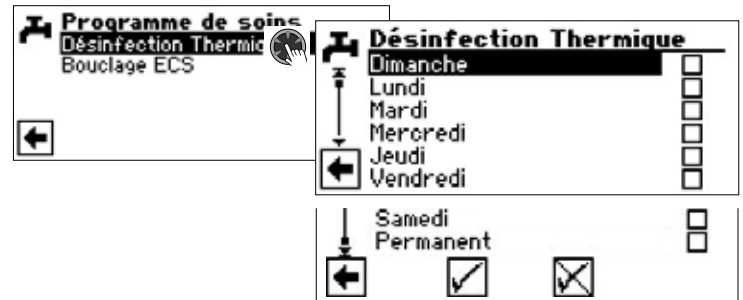 Programme de soins
Désinfection Thermiq
Bouclage ECS
Désinfection Thermique
Dimanche
Lundi
Mardi
Mercredi
Jeudi
Vendredi
Samedi
Permanent